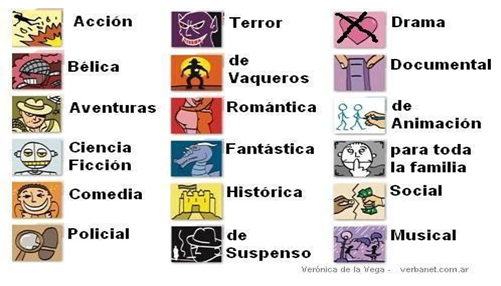 Acción
Terror
Drama
Bélica
de
Vaqueros
Documental
Aventuras
Romántica
de
Animación
Ciencia
Ficción
Fantástica
para toda
la familia
Comedia
Histórica
Social
Policial
de
Suspenso
Musical
Verónica de la Vega - verbanet.com.ar